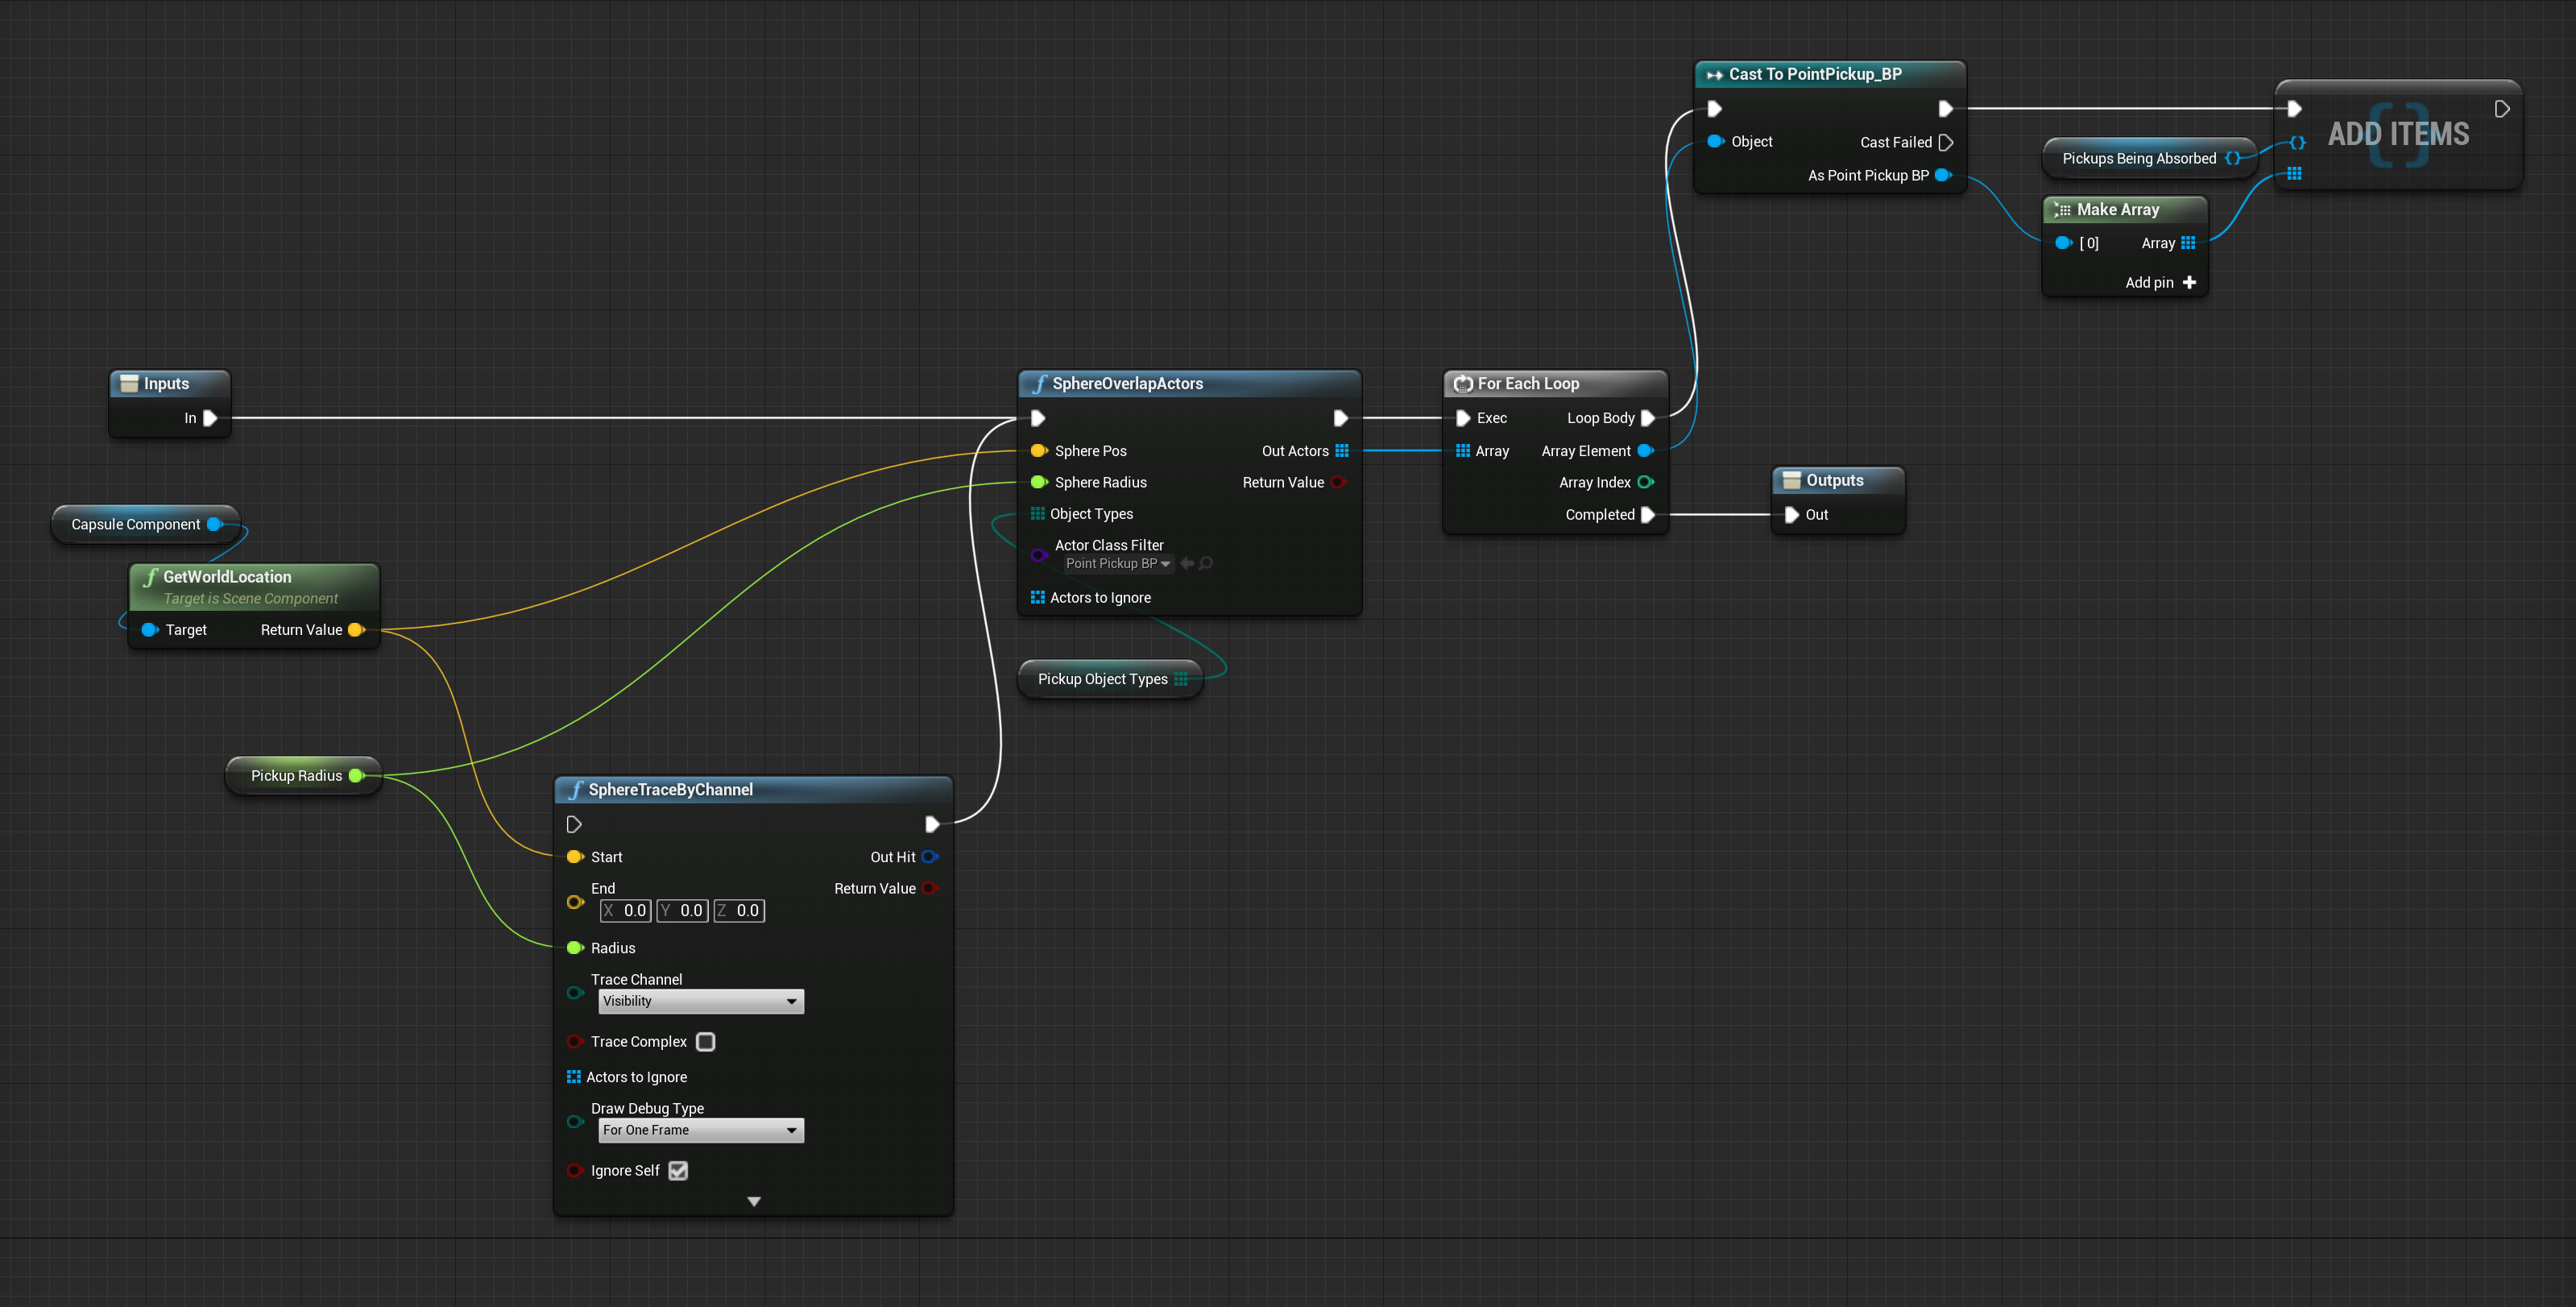 Cast To PointPickup_BP
Object
Cast Failed
As Point Pickup BP
ADD ITEMS
Pickups Being Absorbed
Make Array
[ 0]
Array
Add pin
Inputs
In
Capsule Component
GetWorldLocation
Target is Scene Component
Target
Return Value
Pickup Radius
SphereOverlapActors
Sphere Pos
Out Actors
Sphere Radius
Return Value
Object Types
Actor Class Filter
Point Pickup BP
Actors to Ignore
Pickup Object Types
For Each Loop
Exec
Loop Body
Array
Array Element
Array Index
Completed
Outputs
Out
SphereTraceByChannel
Start
Out Hit
End
Return Value
X 0.0 Y 0.0 Z 0.0
Radius
Trace Channel
Visibility
Trace Complex
Actors to Ignore
Draw Debug Type
For One Frame
Ignore Self